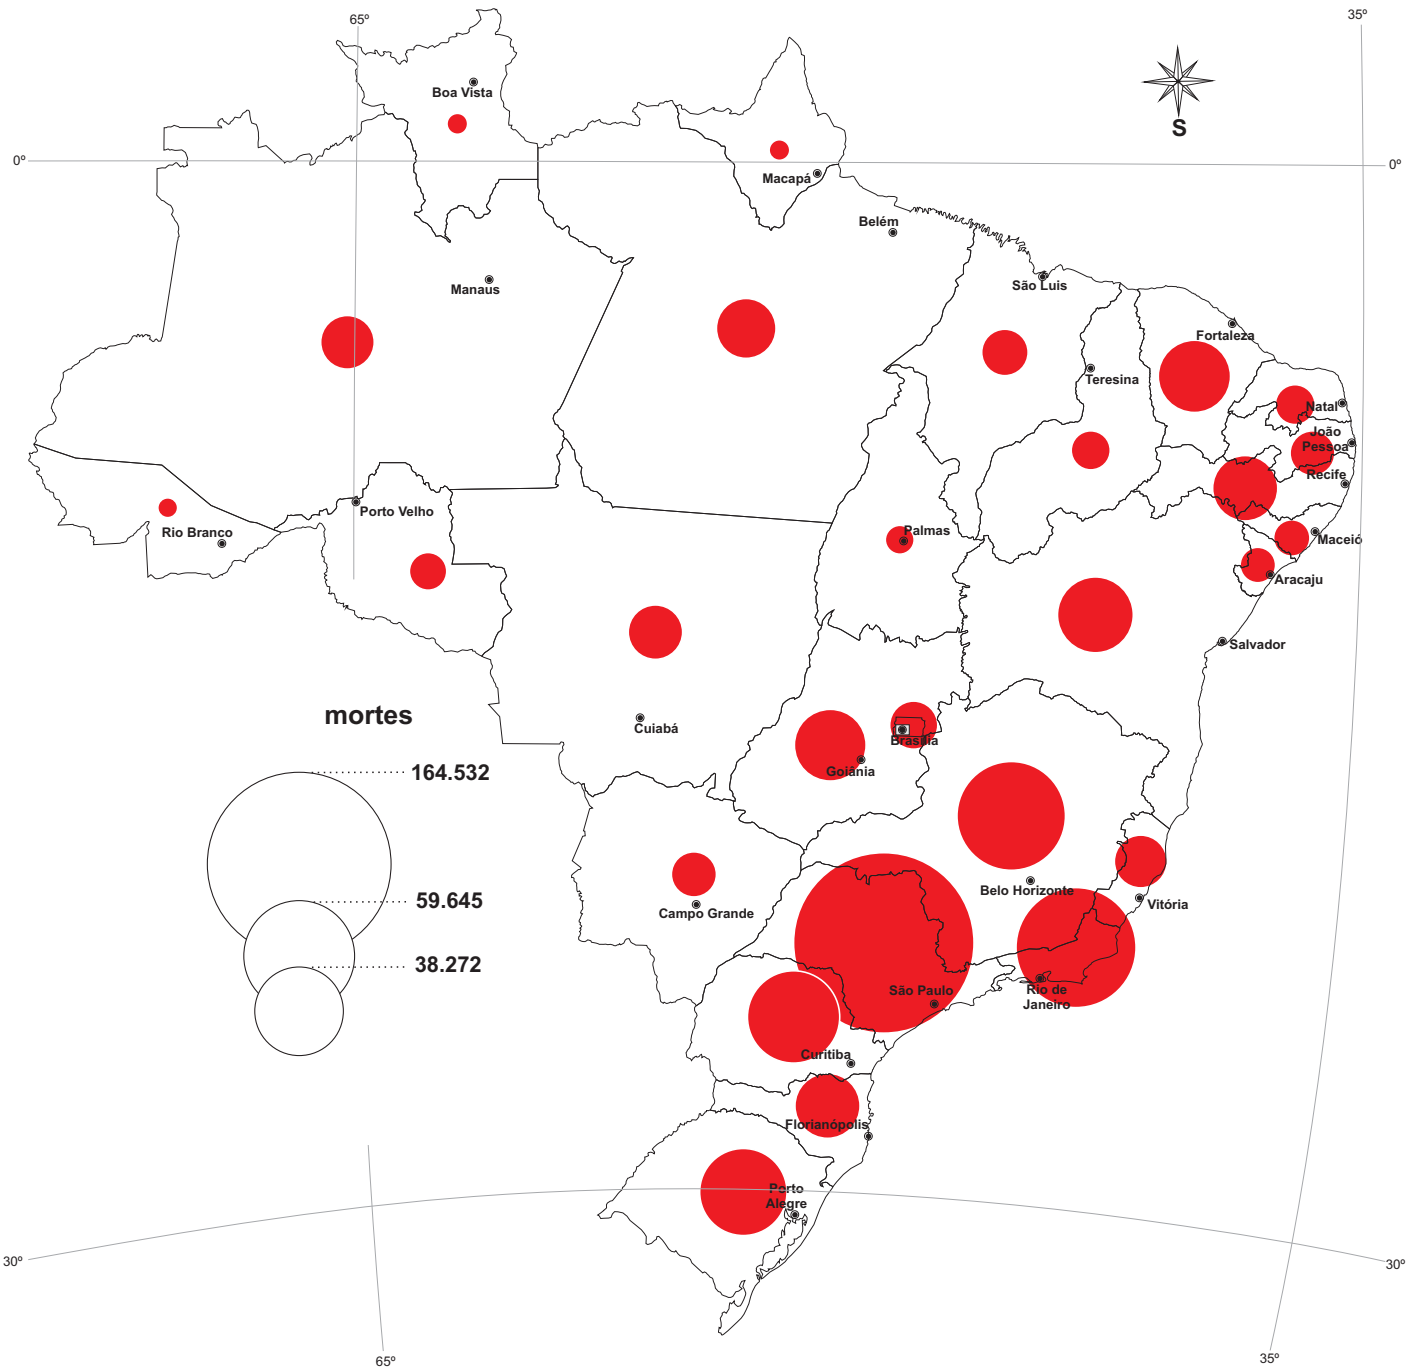 65º
35º
Boa Vista
S
0º
0º
Macapá
Belém
Manaus
São Luis
Fortaleza
Teresina
Natal
João
Pessoa
Recife
Porto Velho
Rio Branco
Palmas
Maceió
Aracaju
Salvador
mortes
Cuiabá
Brasília
Goiânia
164.532
59.645
38.272
Belo Horizonte
Campo Grande
Vitória
São Paulo
Rio de
Janeiro
Curitiba
Florianópolis
Porto
Alegre
30º
30º
65º
35º